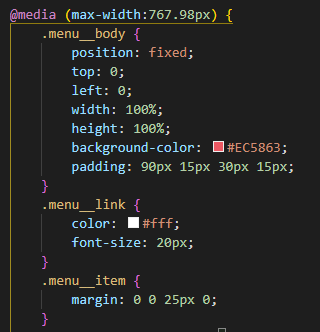 @media (max-width:767.98px) {
.menu__body {
position: fixed;
top: 0;
left: 0;
width: 100%;
height: 100%;
background-color: #EC5863;
padding: 90px 15px 30px 15px;
}
.menu__link {
color: #fff;
font-size: 20px;
}
.menu__item {
margin: 0 0 25px 0;
}